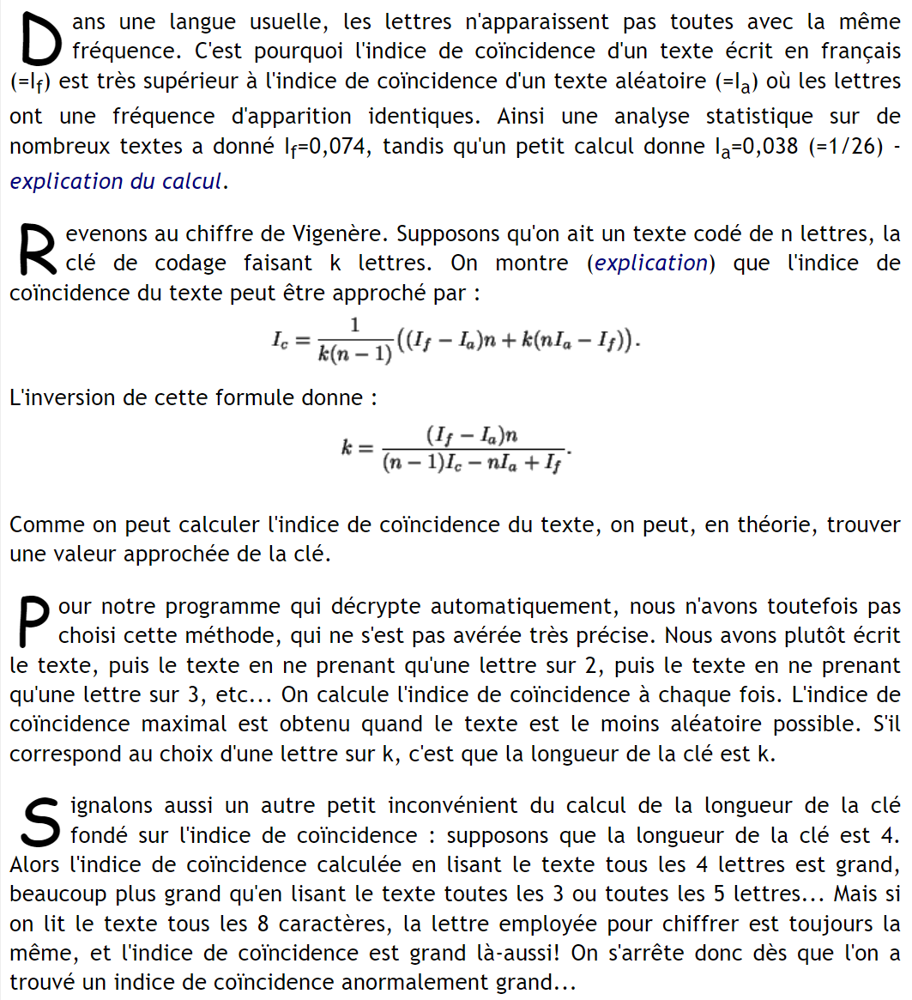 Dans une langue usuelle, les lettres n'apparaissent pas toutes avec la même
fréquence. C'est pourquoi l'indice de coïncidence d'un texte écrit en français
(=If) est très supérieur à l'indice de coïncidence d'un texte aléatoire (=Ia) où les lettres
ont une fréquence d'apparition identiques. Ainsi une analyse statistique sur de
nombreux textes a donné If=0,074, tandis qu'un petit calcul donne Ia=0,038 (=1/26) -
explication du calcul.
Revenons au chiffre de Vigenère. Supposons qu'on ait un texte codé de n lettres, la
clé de codage faisant k lettres. On montre (explication) que l'indice de
coïncidence du texte peut être approché par :
I_c = \frac{1}{k(n-1)}((I_f - I_a)n + k(nI_a - I_f)).
L'inversion de cette formule donne :
k = \frac{(I_f - I_a)n}{(n-1)I_c - nI_a + I_f}.
Comme on peut calculer l'indice de coïncidence du texte, on peut, en théorie, trouver
une valeur approchée de la clé.
Pour notre programme qui décrypte automatiquement, nous n'avons toutefois pas
choisi cette méthode, qui ne s'est pas avérée très précise. Nous avons plutôt écrit
le texte, puis le texte en ne prenant qu'une lettre sur 2, puis le texte en ne prenant
qu'une lettre sur 3, etc... On calcule l'indice de coïncidence à chaque fois. L'indice de
coïncidence maximal est obtenu quand le texte est le moins aléatoire possible. S'il
correspond au choix d'une lettre sur k, c'est que la longueur de la clé est k.
Signalons aussi un autre petit inconvénient du calcul de la longueur de la clé
fondé sur l'indice de coïncidence : supposons que la longueur de la clé est 4.
Alors l'indice de coïncidence calculée en lisant le texte tous les 4 lettres est grand,
beaucoup plus grand qu'en lisant le texte toutes les 3 ou toutes les 5 lettres... Mais si
on lit le texte tous les 8 caractères, la lettre employée pour chiffrer est toujours la
même, et l'indice de coïncidence est grand là-aussi! On s'arrête donc dès que l'on a
trouvé un indice de coïncidence anormalement grand...